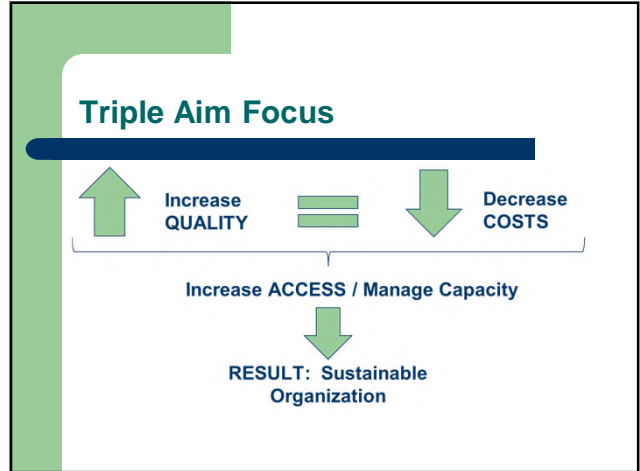 Triple Aim Focus
Increase
QUALITY
Decrease
COSTS
Increase ACCESS / Manage Capacity
RESULT: Sustainable
Organization